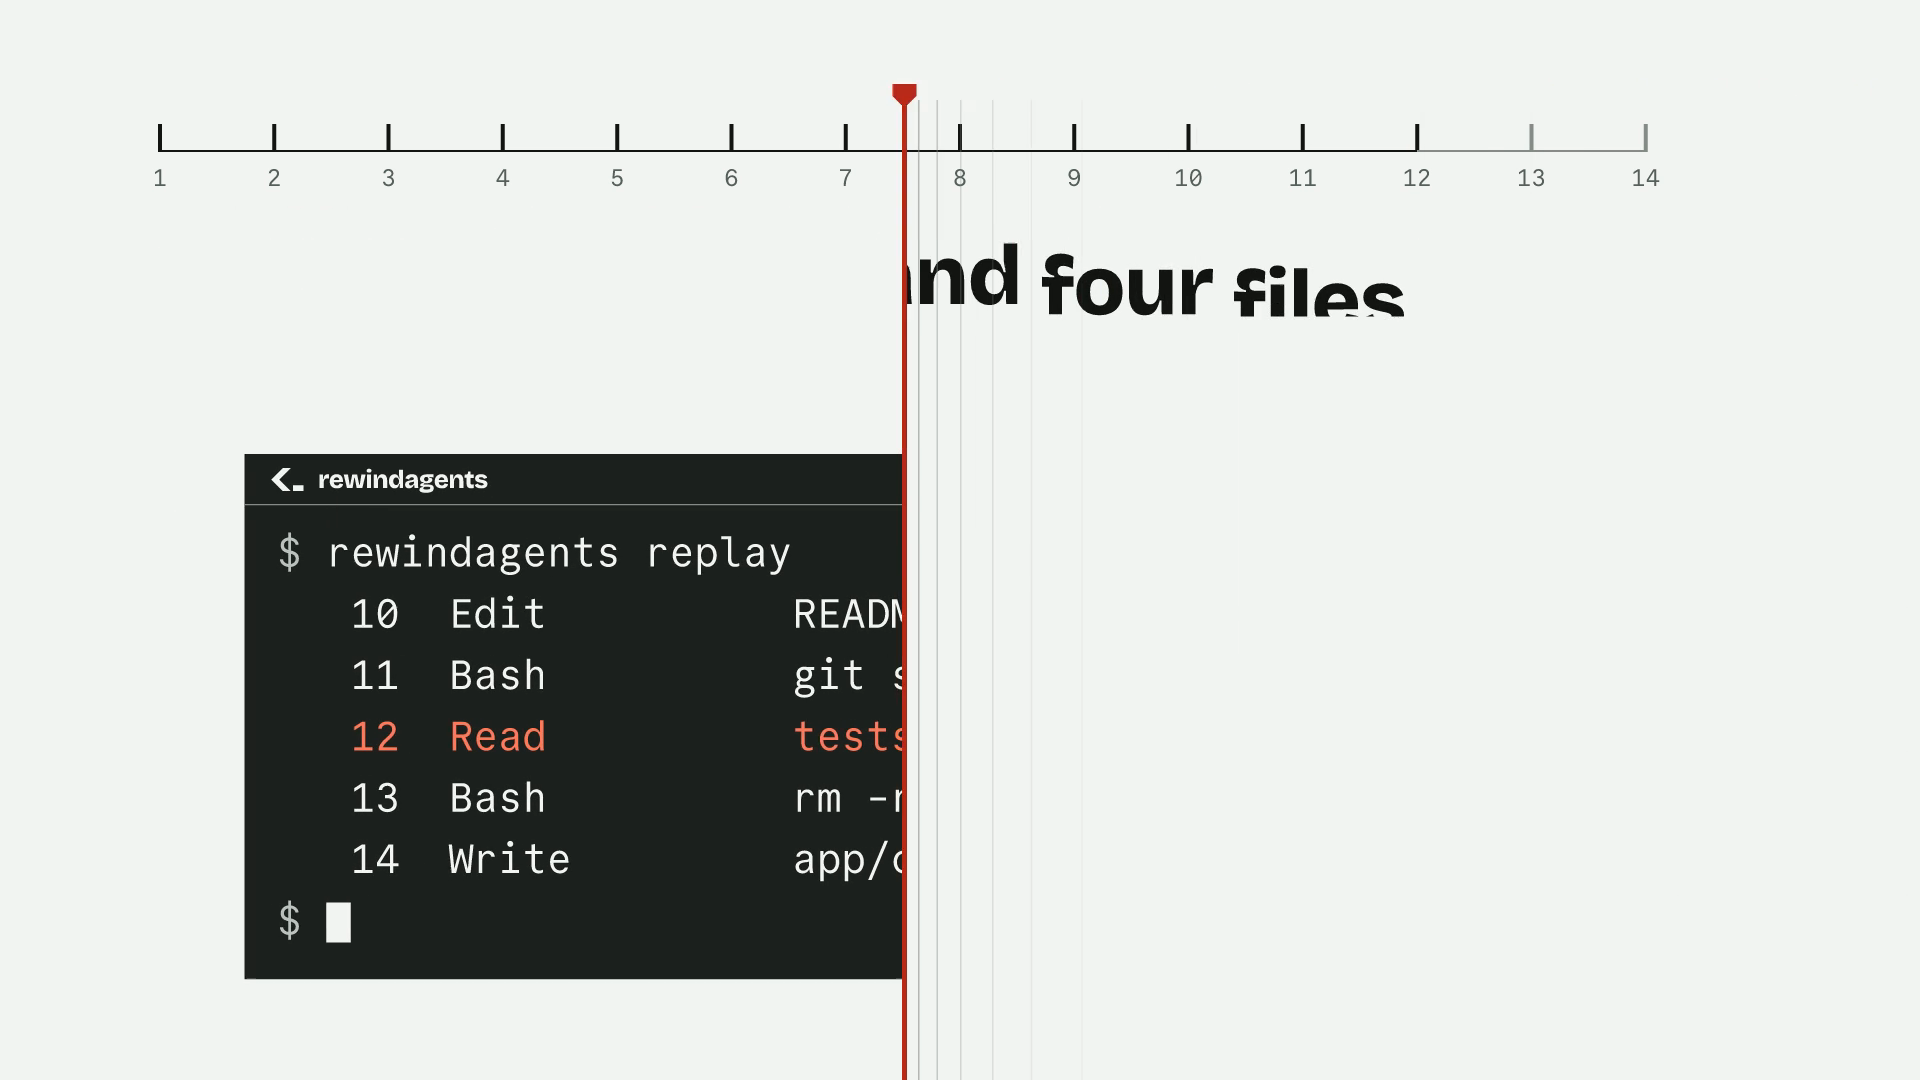 1 2 3 4 5 6 7 8 9 10 11 12 13 14
four files
rewindagents
$ rewindagents replay
10 Edit
11 Bash git
12 Read
13 Bash rm
14 Write
$